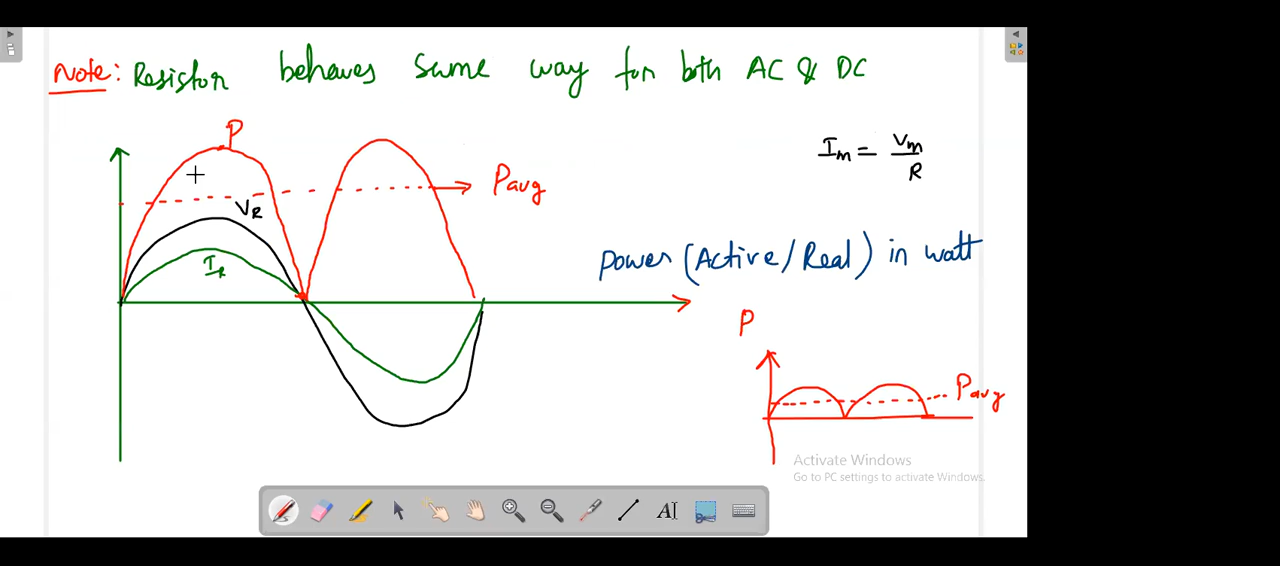 Note: Resistor behaves same way for both AC & DC
P
Im = Vm/R
Pavg
VR
IR
Power (Active/Real) in watt
P
Pavg
Activate Windows
Go to PC settings to activate Windows.
AI